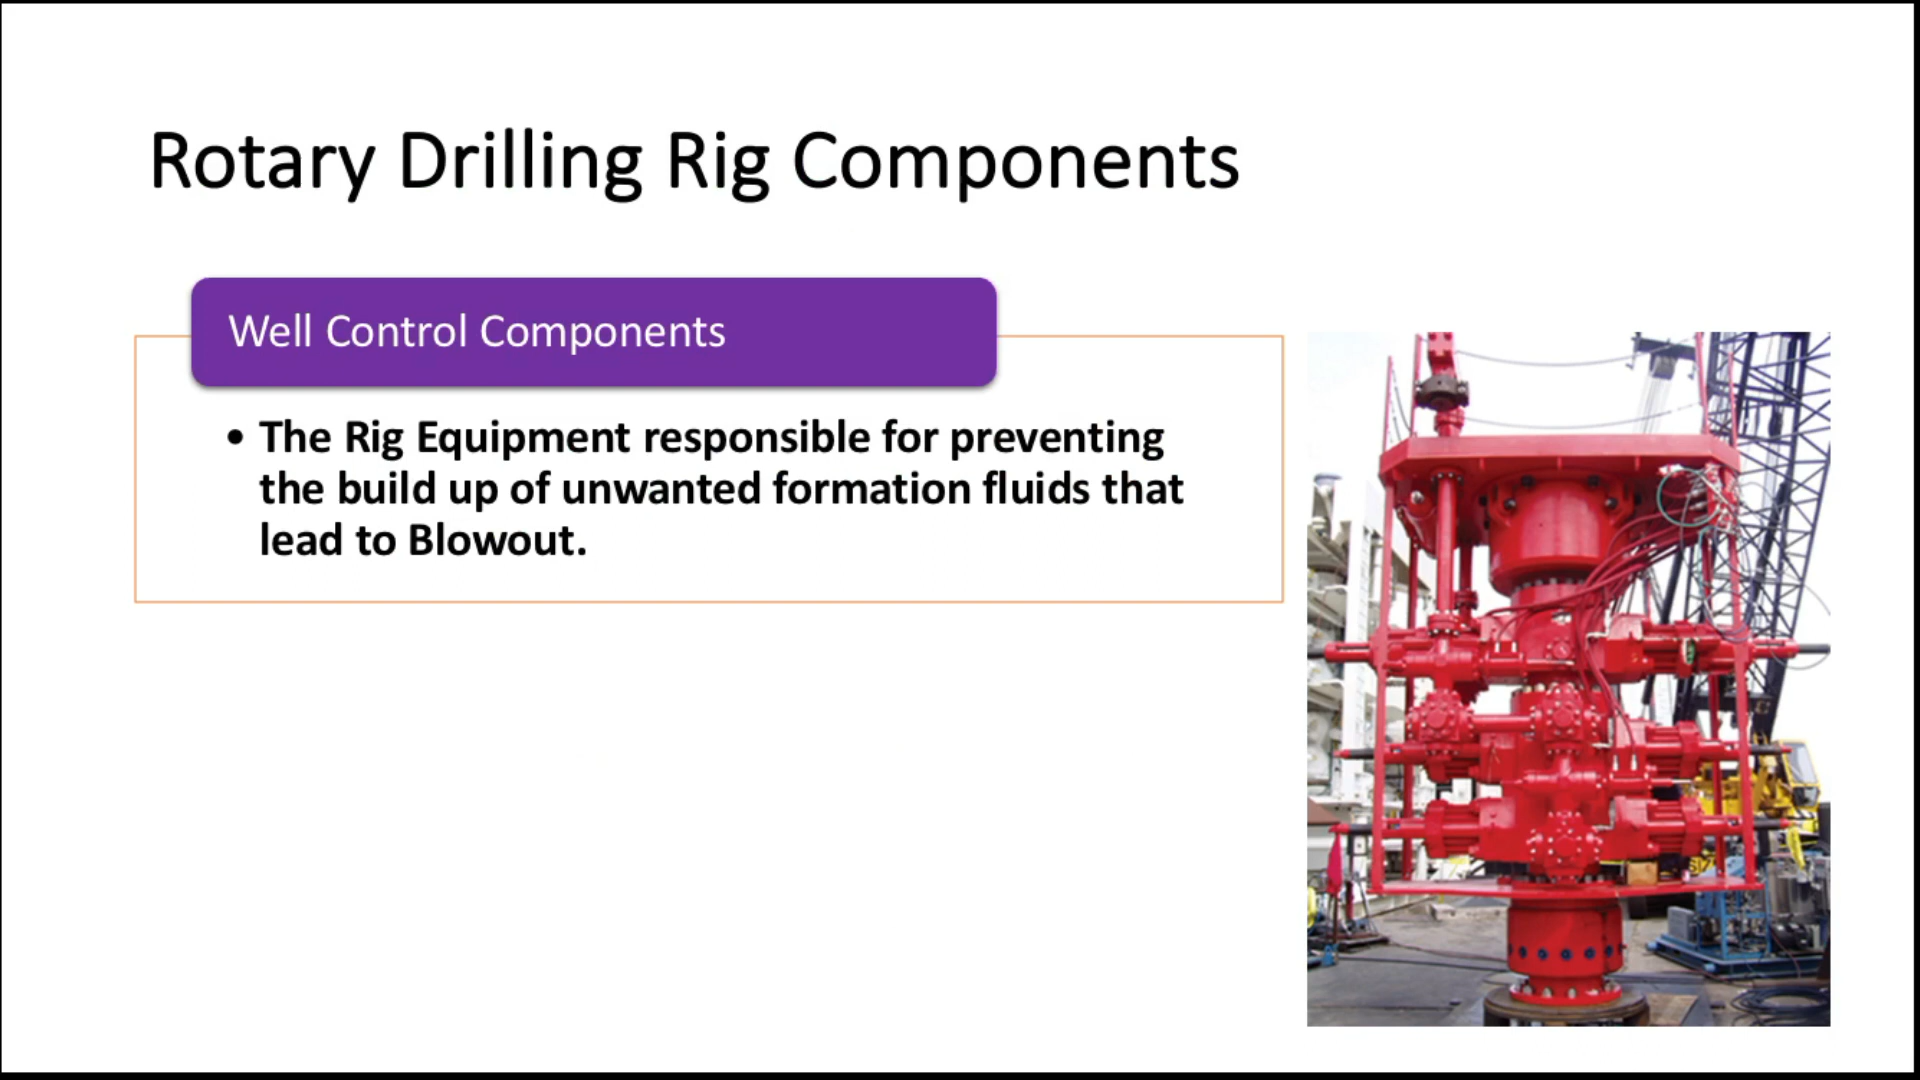 Rotary Drilling Rig Components
Well Control Components
• The Rig Equipment responsible for preventing
the build up of unwanted formation fluids that
lead to Blowout.